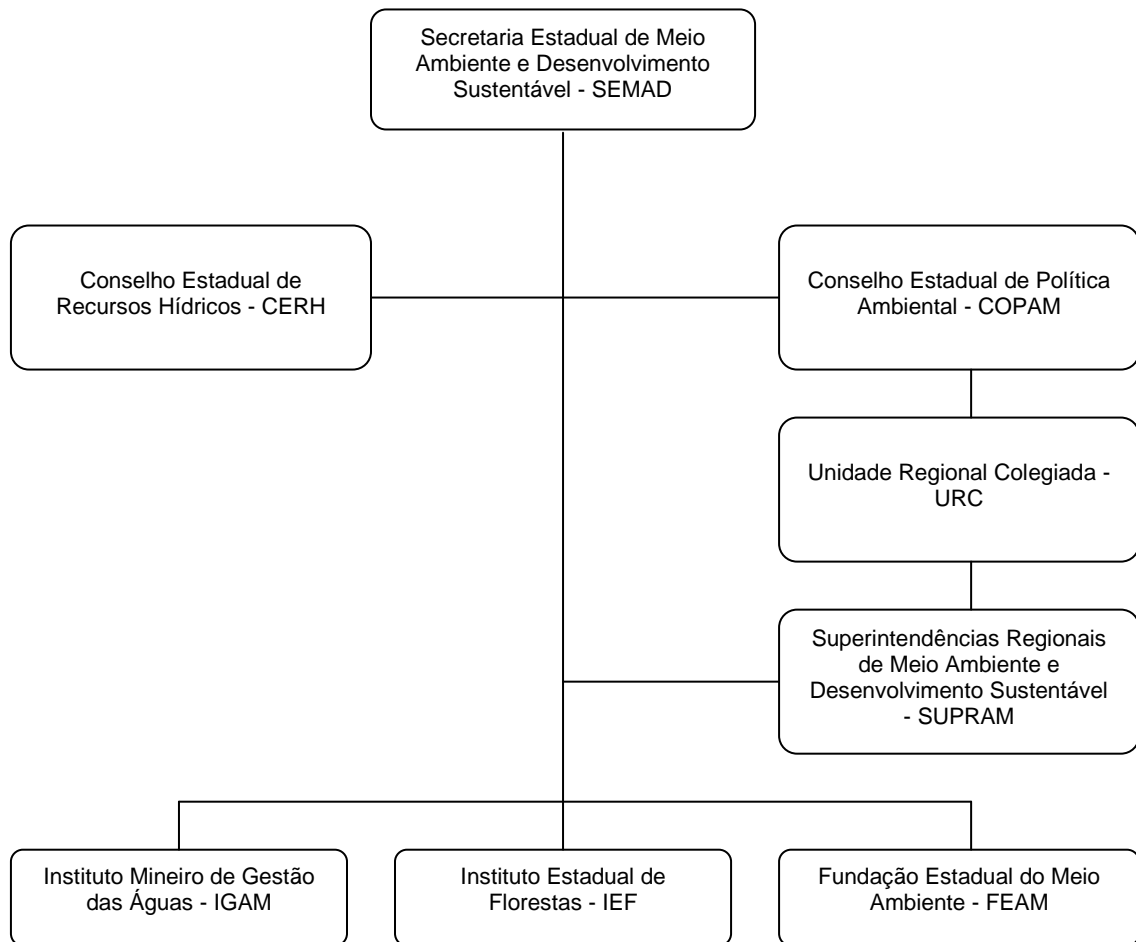 Secretaria Estadual de Meio
Ambiente e Desenvolvimento
Sustentável - SEMAD
Conselho Estadual de
Recursos Hídricos - CERH
Conselho Estadual de Política
Ambiental - COPAM
Unidade Regional Colegiada -
URC
Superintendências Regionais
de Meio Ambiente e
Desenvolvimento Sustentável
- SUPRAM
Instituto Mineiro de Gestão
das Águas - IGAM
Instituto Estadual de
Florestas - IEF
Fundação Estadual do Meio
Ambiente - FEAM